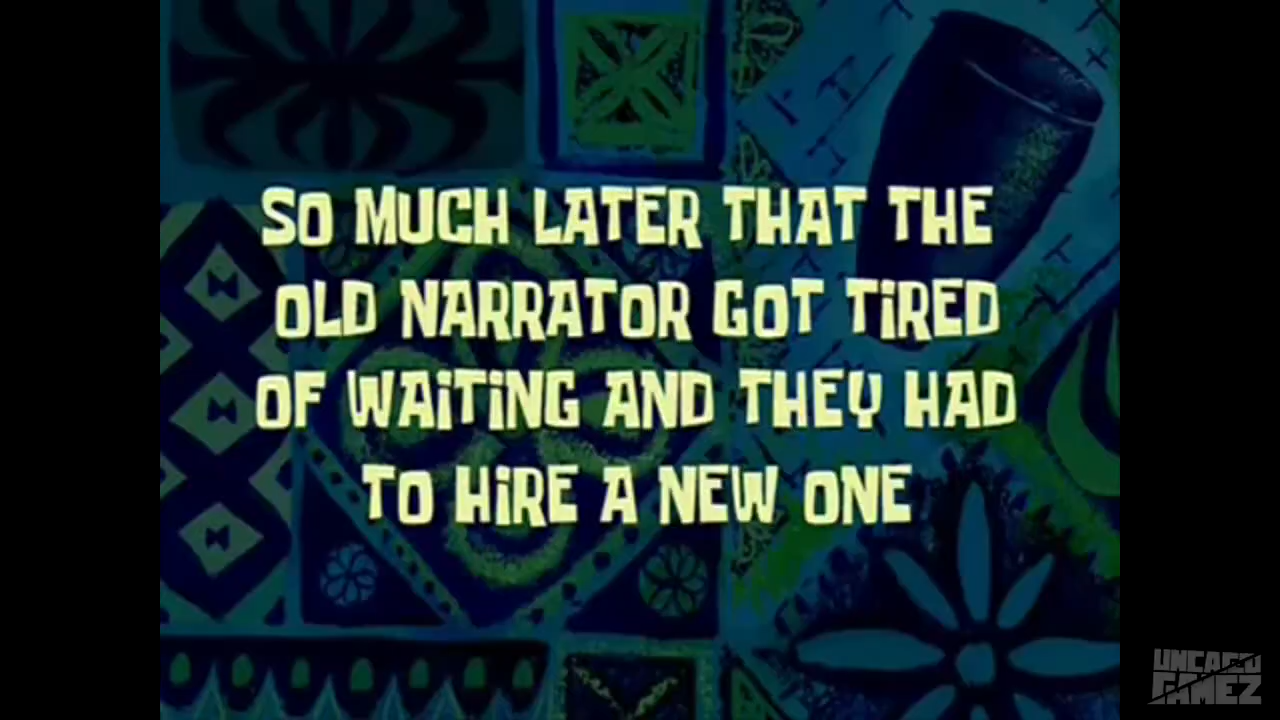 SO MUCH LATER THAT THE
OLD NARRATOR GOT TiRED
OF WAiTiNG AND THEY HAD
TO HiRE A NEW ONE
UNCAGED
GAMEZ